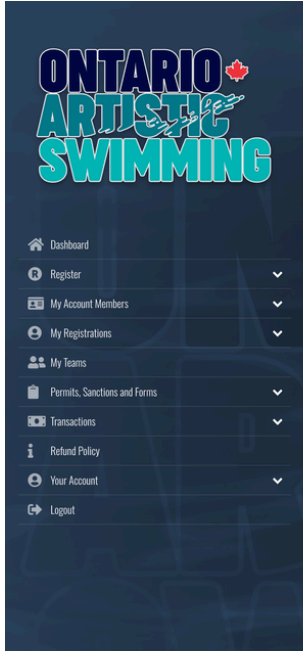 ONTARIO
ARTISTIC
SWIMMING
Dashboard
Register
My Account Members
My Registrations
My Teams
Permits, Sanctions and Forms
Transactions
Refund Policy
Your Account
Logout